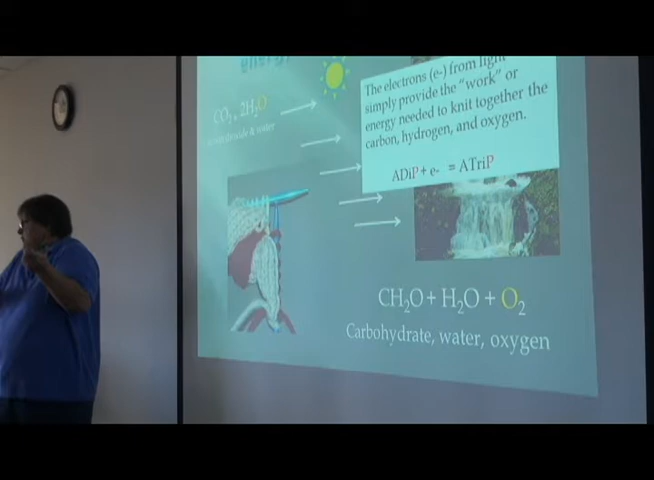 energy
The electrons (e-) from light
simply provide the "work" or
energy needed to knit together the
carbon, hydrogen, and oxygen.
ADiP + e- = ATriP
CO2 + 2H2O
carbon dioxide & water
CH2O + H2O + O2
Carbohydrate, water, oxygen